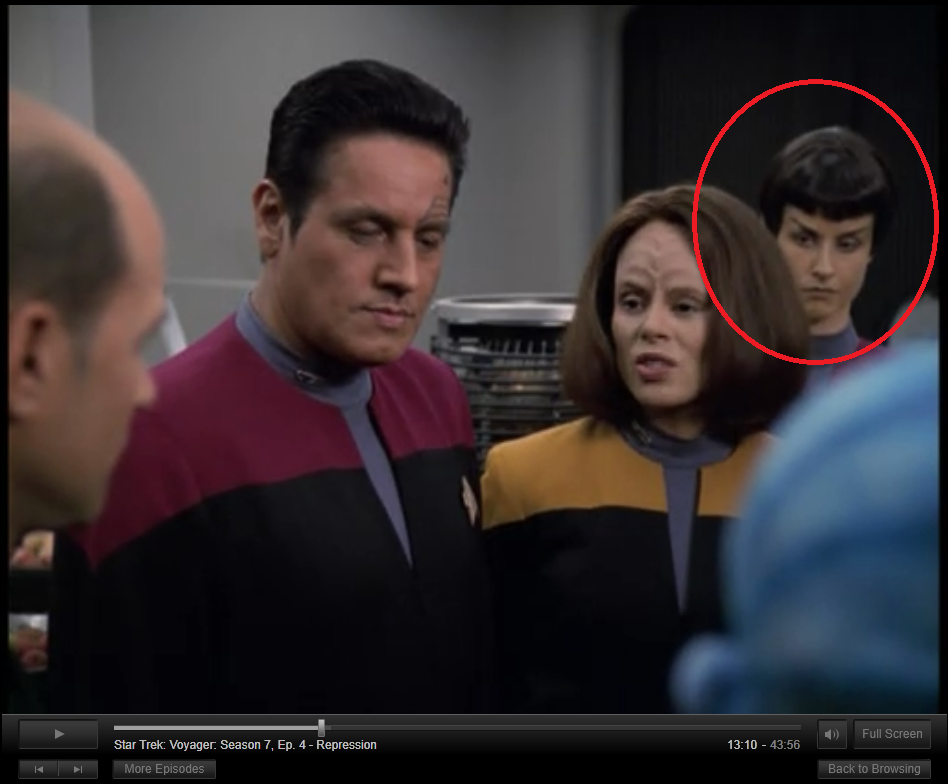 Star Trek: Voyager: Season 7, Ep. 4 - Repression
13:10 - 43:56
Full Screen
More Episodes
Back to Browsing